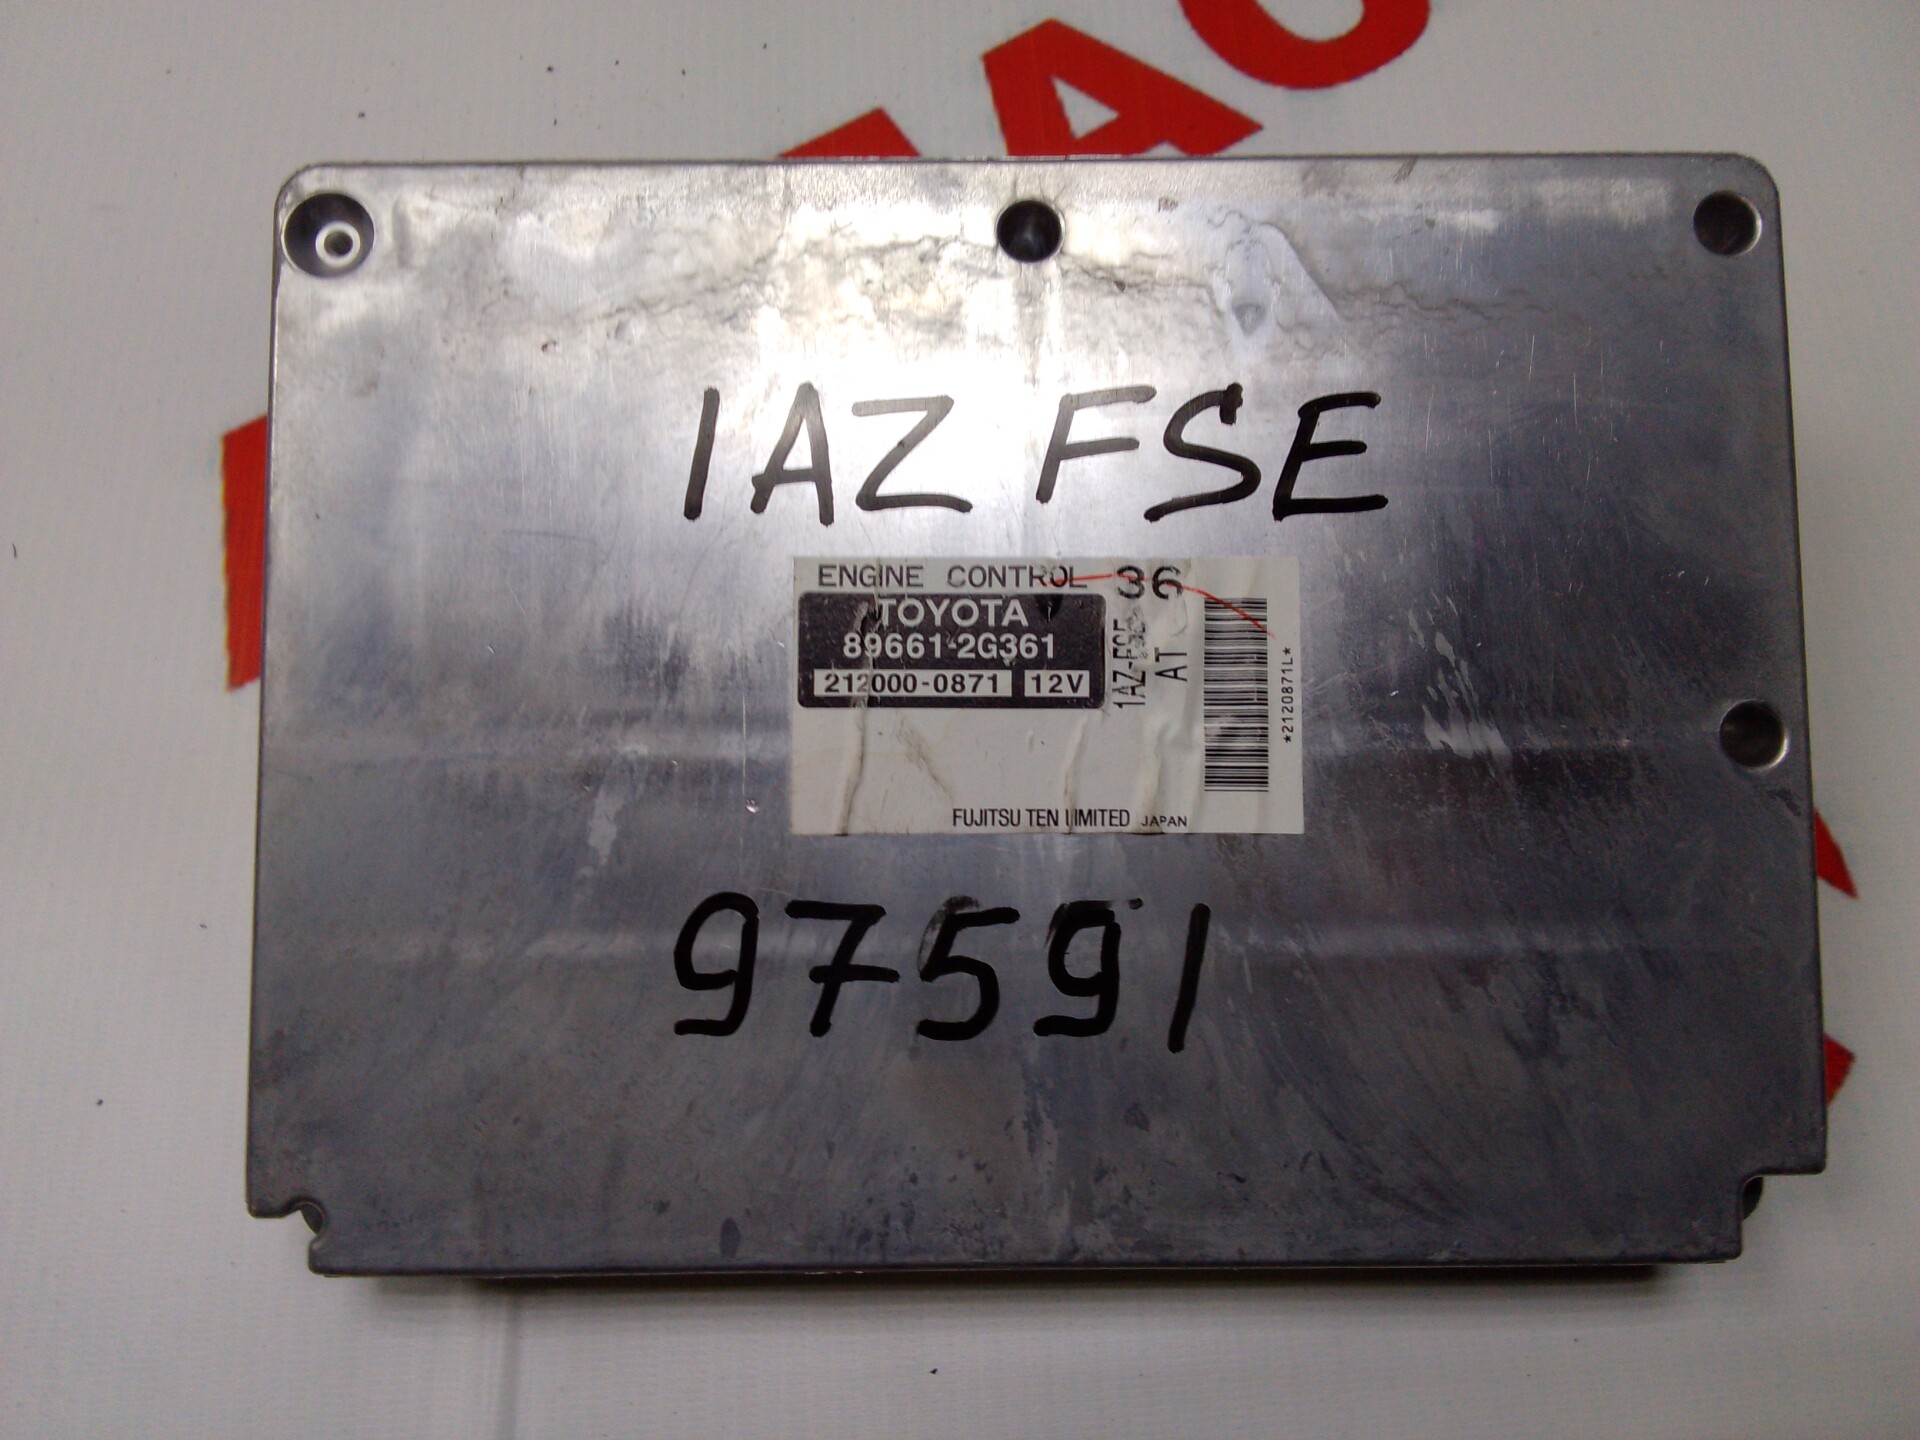 1AZ FSE
ENGINE CONTROL 36
TOYOTA
89661-2G361
212000-0871 12V
1AZ-FSE
AT
*2120871L*
FUJITSU TEN LIMITED JAPAN
97591